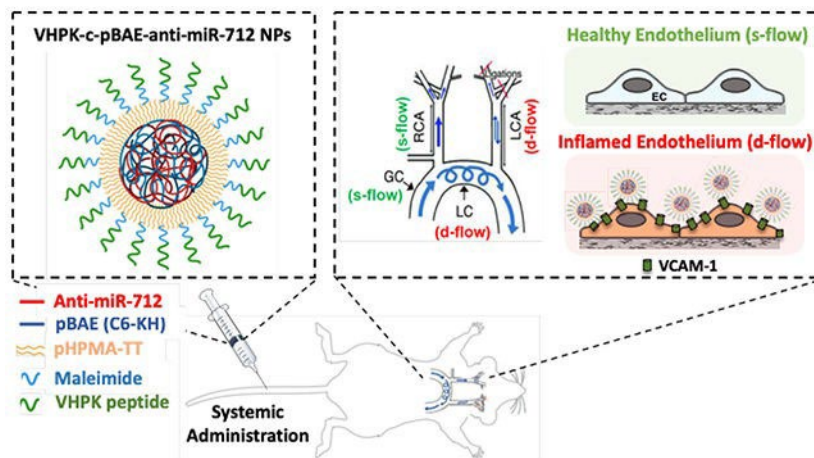 VHPK-c-pBAE-anti-miR-712 NPs
Anti-miR-712
pBAE (C6-KH)
pHPMA-TT
Maleimide
VHPK peptide
Systemic
Administration
Ligations
(s-flow)
RCA
LCA
(d-flow)
GC
(s-flow)
LC
(d-flow)
Healthy Endothelium (s-flow)
EC
Inflamed Endothelium (d-flow)
VCAM-1